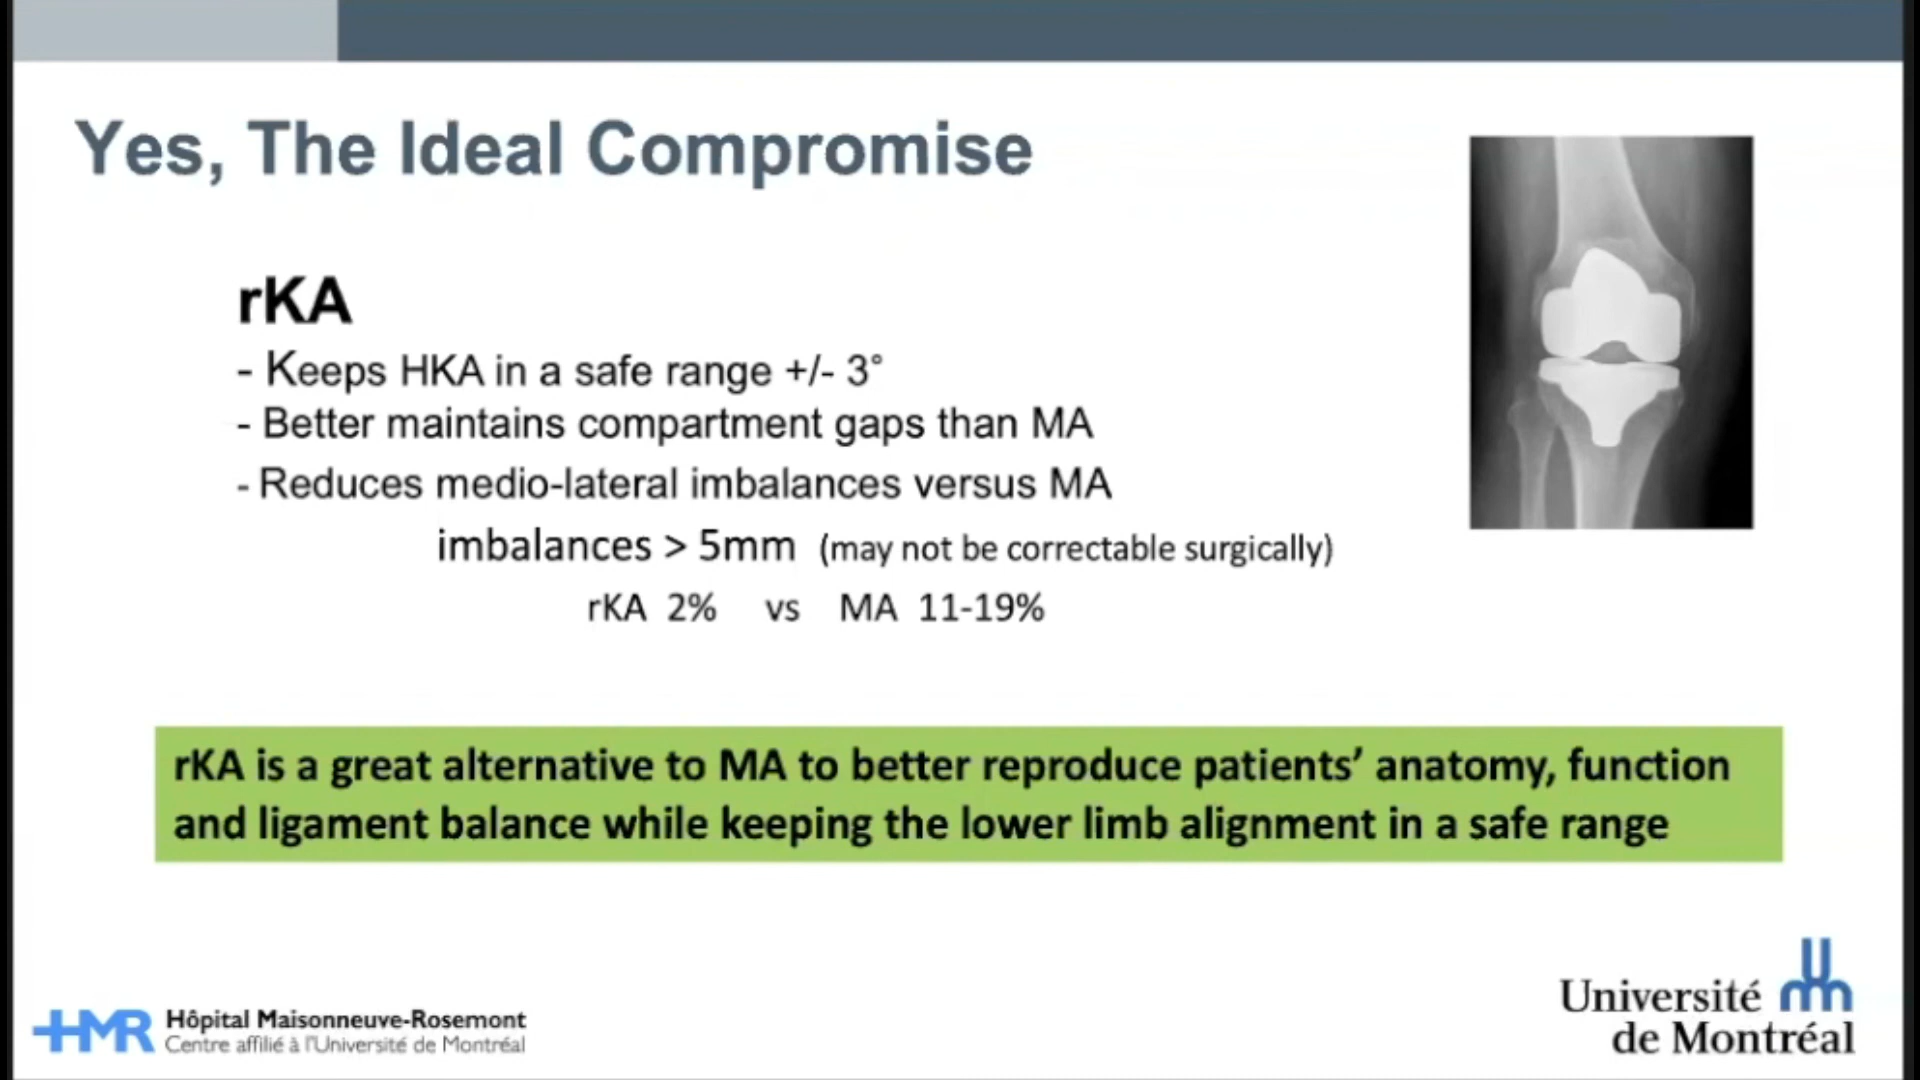 Yes, The Ideal Compromise
rKA
- Keeps HKA in a safe range +/- 3°
- Better maintains compartment gaps than MA
- Reduces medio-lateral imbalances versus MA
imbalances > 5mm (may not be correctable surgically)
rKA 2% vs MA 11-19%
rKA is a great alternative to MA to better reproduce patients’ anatomy, function
and ligament balance while keeping the lower limb alignment in a safe range
HMR
Hôpital Maisonneuve-Rosemont
Centre affilié à l'Université de Montréal
Université
de Montréal